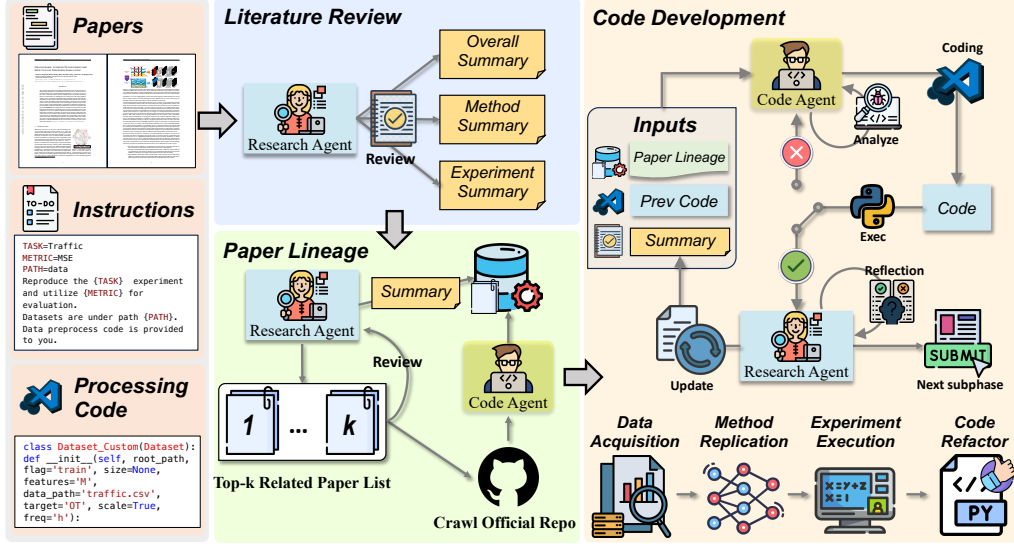 Papers
Instructions
TO-DO
TASK=Traffic
METRIC=MSE
PATH=data
Reproduce the {TASK} experiment
and utilize {METRIC} for
evaluation.
Datasets are under path {PATH}.
Data preprocess code is provided
to you.
Processing
Code
class Dataset_Custom(Dataset):
def __init__(self, root_path,
flag='train', size=None,
features='M',
data_path='traffic.csv',
target='OT', scale=True,
freq='h'):
Literature Review
Research Agent
Review
Overall
Summary
Method
Summary
Experiment
Summary
Paper Lineage
Research Agent
Summary
Review
1
...
k
Top-k Related Paper List
Code Agent
Crawl Official Repo
Code Development
Code Agent
Coding
Analyze
Inputs
Paper Lineage
Prev Code
Summary
Exec
Code
Reflection
Update
Research Agent
SUBMIT
Next subphase
Data
Acquisition
Method
Replication
Experiment
Execution
X=y+z
X=1
Code
Refactor
</>
PY